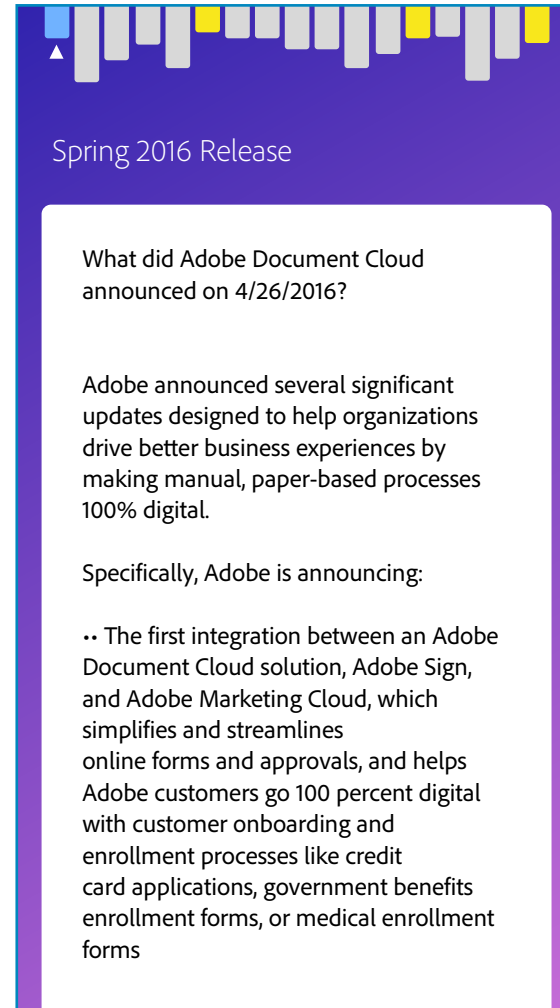 Spring 2016 Release
What did Adobe Document Cloud
announced on 4/26/2016?
Adobe announced several significant
updates designed to help organizations
drive better business experiences by
making manual, paper-based processes
100% digital.
Specifically, Adobe is announcing:
•• The first integration between an Adobe
Document Cloud solution, Adobe Sign,
and Adobe Marketing Cloud, which
simplifies and streamlines
online forms and approvals, and helps
Adobe customers go 100 percent digital
with customer onboarding and
enrollment processes like credit
card applications, government benefits
enrollment forms, or medical enrollment
forms